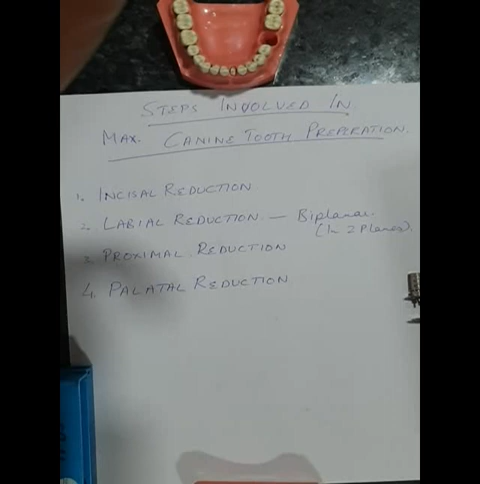 STEPS INVOLVED IN
MAX. CANINE TOOTH PREPERATION.
1. INCISAL REDUCTION
2. LABIAL REDUCTION. — Biplanar
(In 2 Planes).
3. PROXIMAL REDUCTION
4. PALATAL REDUCTION